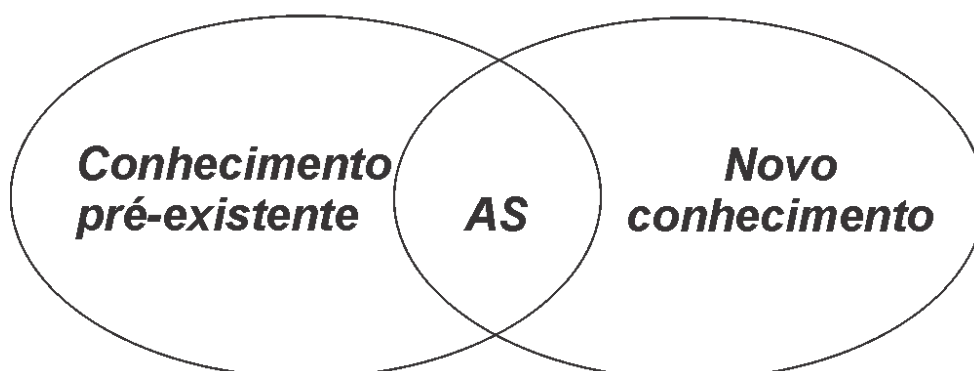 Conhecimento
pré-existente
AS
Novo
conhecimento